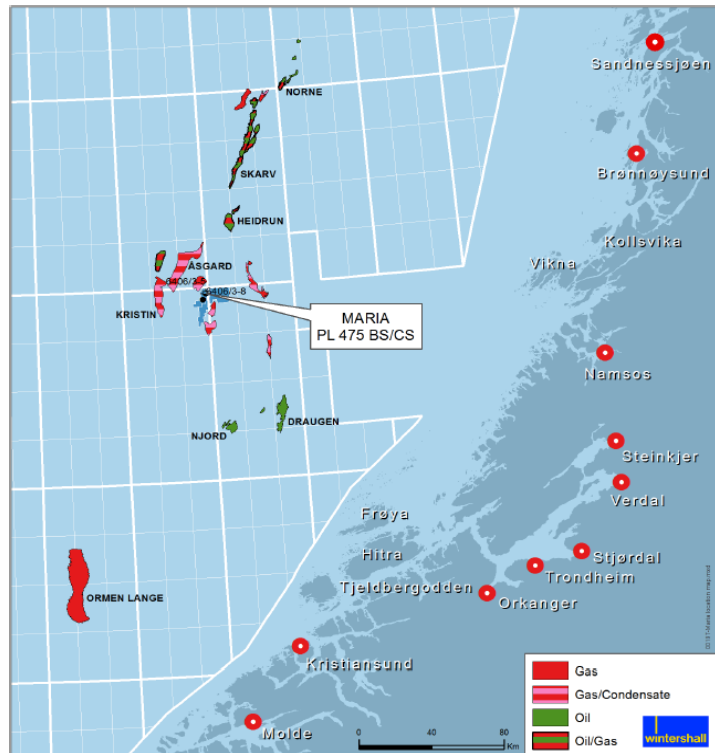 Sandnessjøen
NORNE
Brønnøysund
SKARV
HEIDRUN
Kollsvika
Vikna
ÅSGARD
6406/3-8
KRISTIN
MARIA
PL 475 BS/CS
Namsos
DRAUGEN
NJORD
Steinkjer
Verdal
Frøya
Hitra
Stjørdal
Trondheim
Tjeldbergodden
Orkanger
ORMEN LANGE
Kristiansund
Molde
Gas
Gas/Condensate
Oil
Oil/Gas
wintershall
0 20 40 80
Km